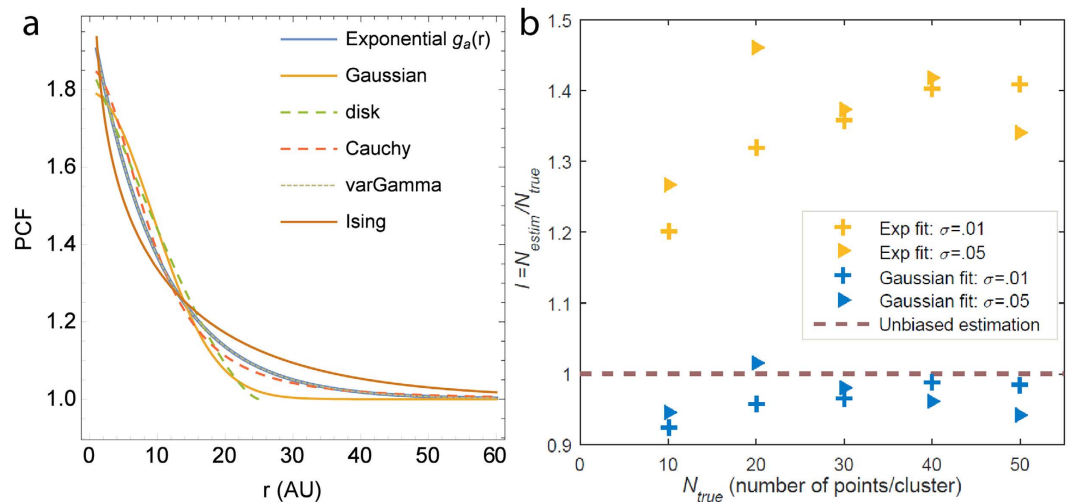 a
Exponential g_a(r)
Gaussian
disk
Cauchy
varGamma
Ising
PCF
1.8
1.6
1.4
1.2
1.0
0 10 20 30 40 50 60
r (AU)
b
I = N_estim/N_true
1.5
1.4
1.3
1.2
1.1
1
0.9
Exp fit: σ=.01
Exp fit: σ=.05
Gaussian fit: σ=.01
Gaussian fit: σ=.05
Unbiased estimation
10 20 30 40 50
N_true (number of points/cluster)